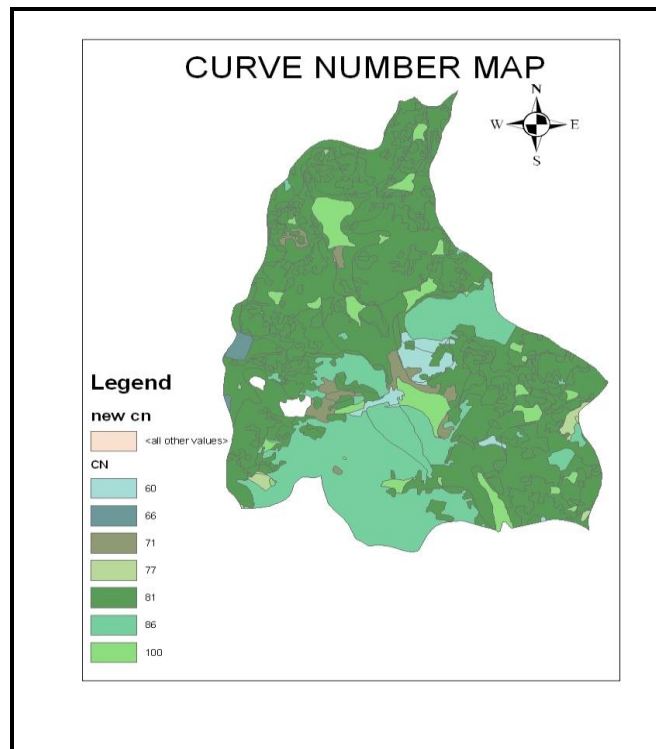 CURVE NUMBER MAP
N
W E
S
Legend
new cn
<all other values>
CN
60
66
71
77
81
86
100